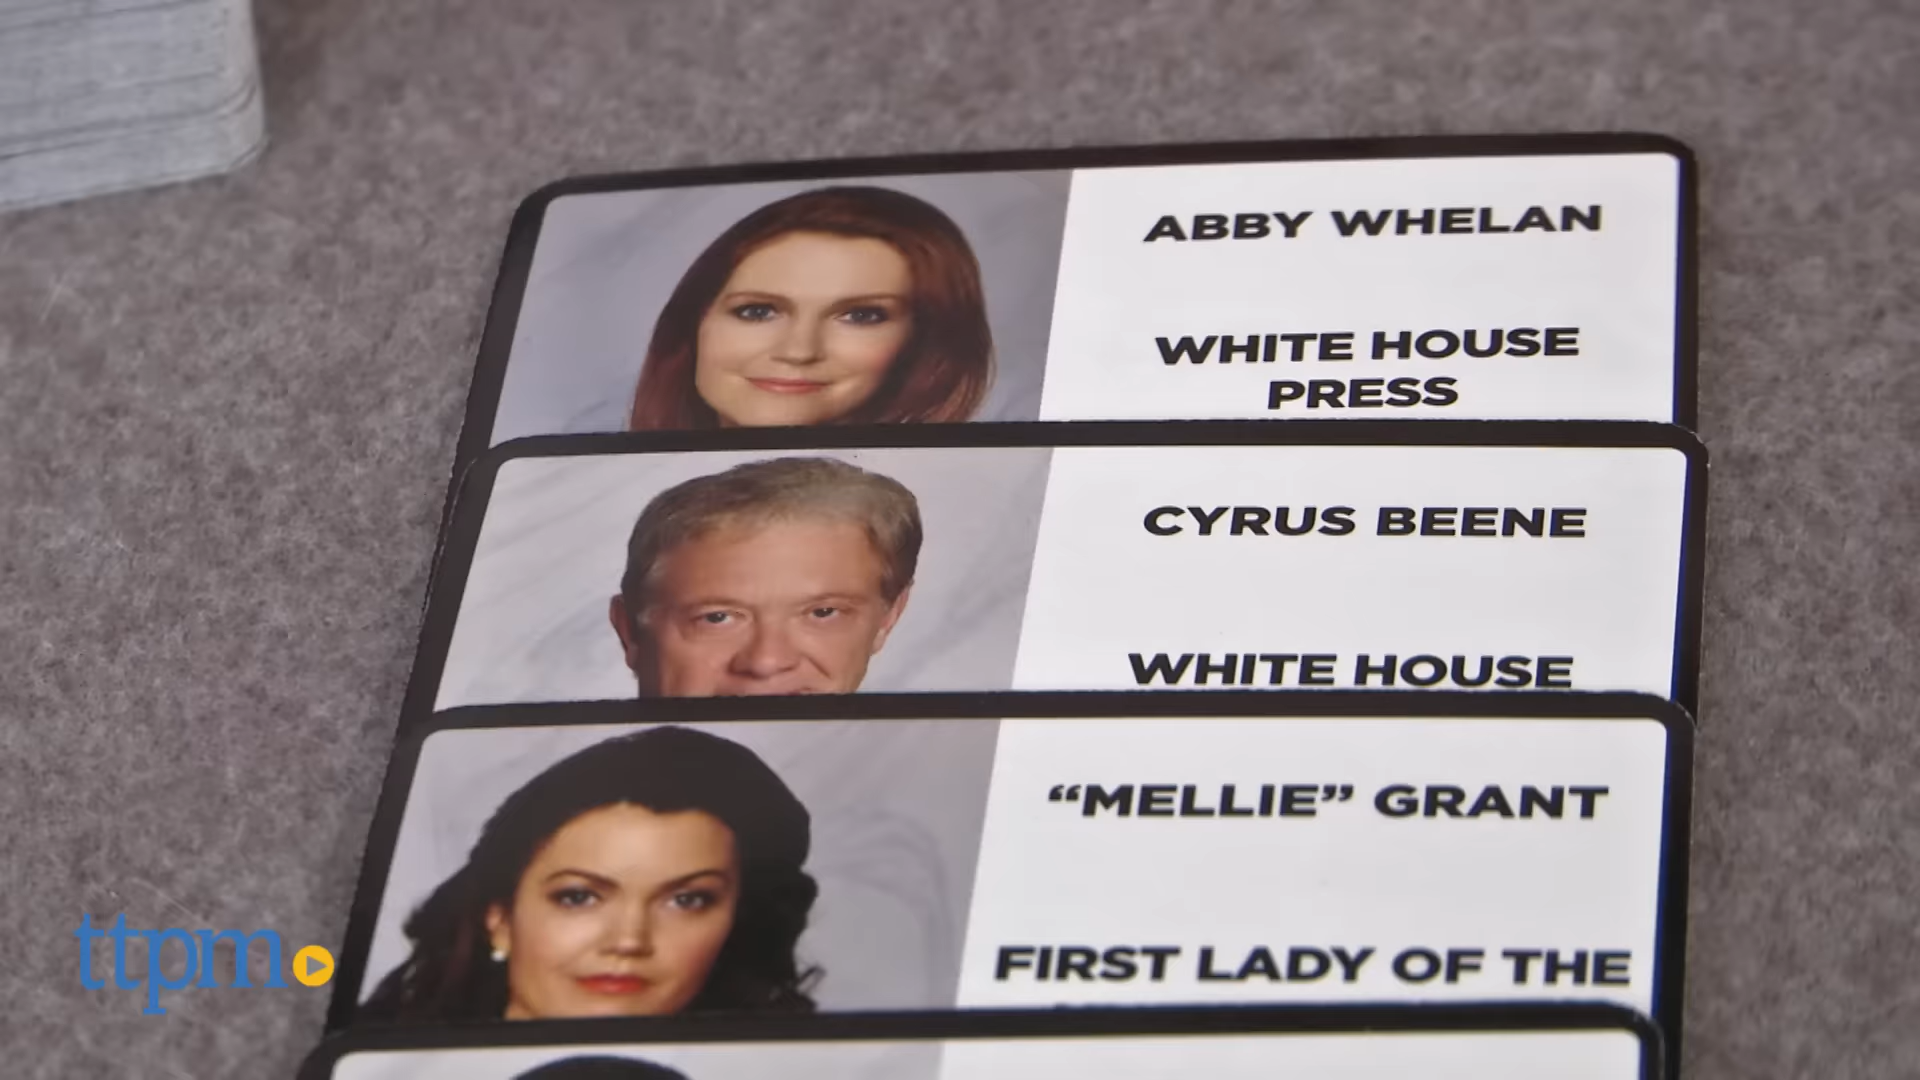 ABBY WHELAN
WHITE HOUSE
PRESS
CYRUS BEENE
WHITE HOUSE
“MELLIE” GRANT
FIRST LADY OF THE
ttpm